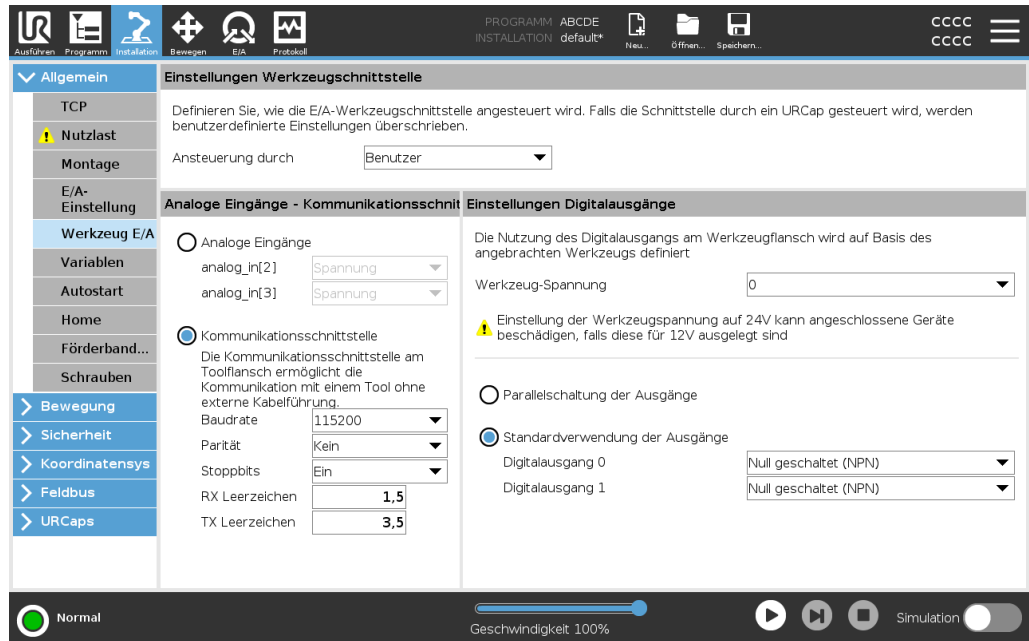 PROGRAMM ABCDE
INSTALLATION default*
CCCC
CCCC
Ausführen Programm Installation Bewegen E/A Protokoll Neu... Öffnen... Speichern...
Allgemein
TCP
Nutzlast
Montage
E/A-
Einstellung
Werkzeug E/A
Variablen
Autostart
Home
Förderband...
Schrauben
Bewegung
Sicherheit
Koordinatensys
Feldbus
URCaps
Einstellungen Werkzeugschnittstelle
Definieren Sie, wie die E/A-Werkzeugschnittstelle angesteuert wird. Falls die Schnittstelle durch ein URCap gesteuert wird, werden
benutzerdefinierte Einstellungen überschrieben.
Ansteuerung durch Benutzer
Analoge Eingänge - Kommunikationsschnit
Analoge Eingänge
analog_in[2] Spannung
analog_in[3] Spannung
Kommunikationsschnittstelle
Die Kommunikationsschnittstelle am
Toolflansch ermöglicht die
Kommunikation mit einem Tool ohne
externe Kabelführung.
Baudrate 115200
Parität Kein
Stoppbits Ein
RX Leerzeichen 1,5
TX Leerzeichen 3,5
Einstellungen Digitalausgänge
Die Nutzung des Digitalausgangs am Werkzeugflansch wird auf Basis des
angebrachten Werkzeugs definiert
Werkzeug-Spannung 0
Einstellung der Werkzeugspannung auf 24V kann angeschlossene Geräte
beschädigen, falls diese für 12V ausgelegt sind
Parallelschaltung der Ausgänge
Standardverwendung der Ausgänge
Digitalausgang 0 Null geschaltet (NPN)
Digitalausgang 1 Null geschaltet (NPN)
Normal
Geschwindigkeit 100%
Simulation